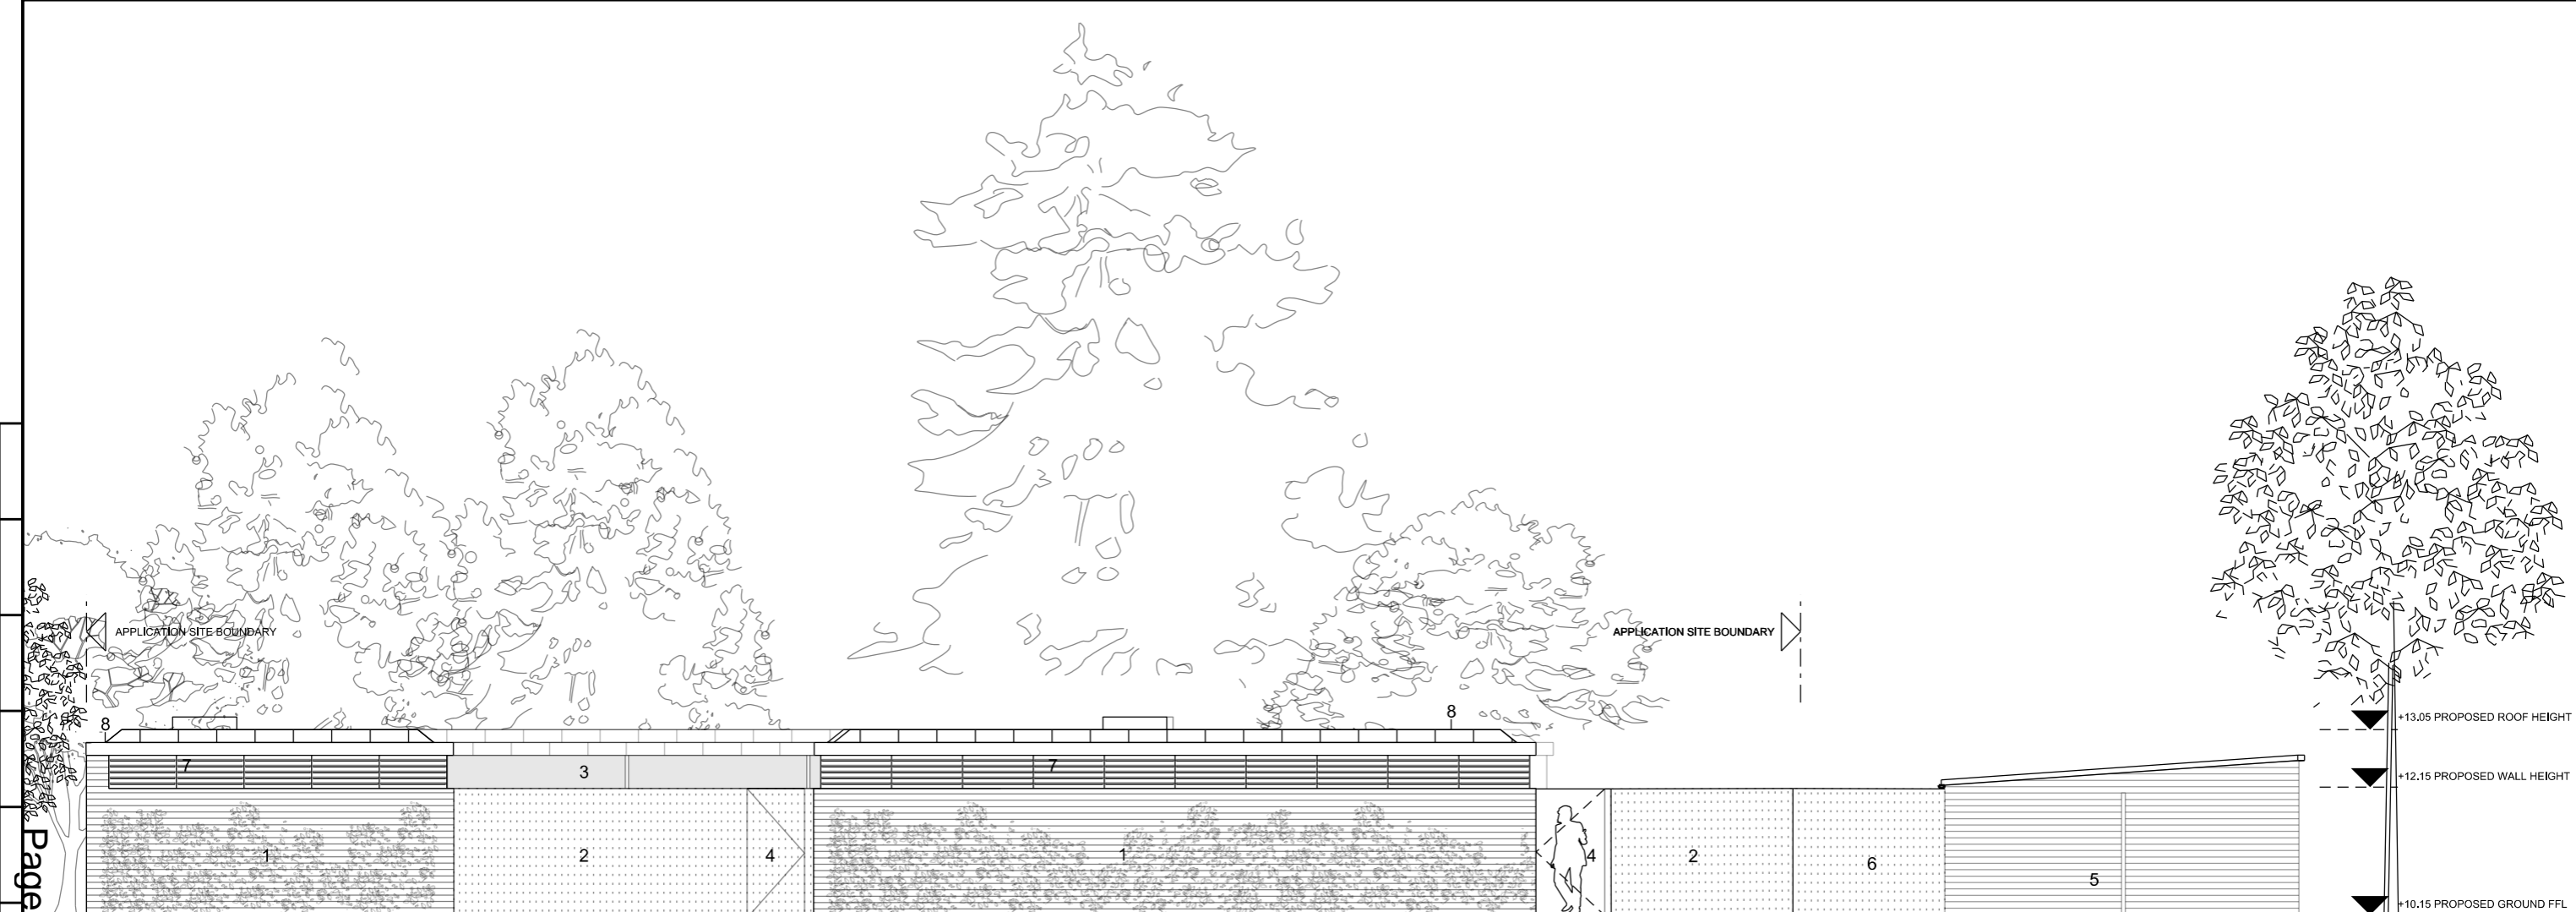 APPLICATION SITE BOUNDARY
APPLICATION SITE BOUNDARY
8
8
+13.05 PROPOSED ROOF HEIGHT
7
3
7
+12.15 PROPOSED WALL HEIGHT
1
2
4
1
4
2
6
5
+10.15 PROPOSED GROUND FFL
Page